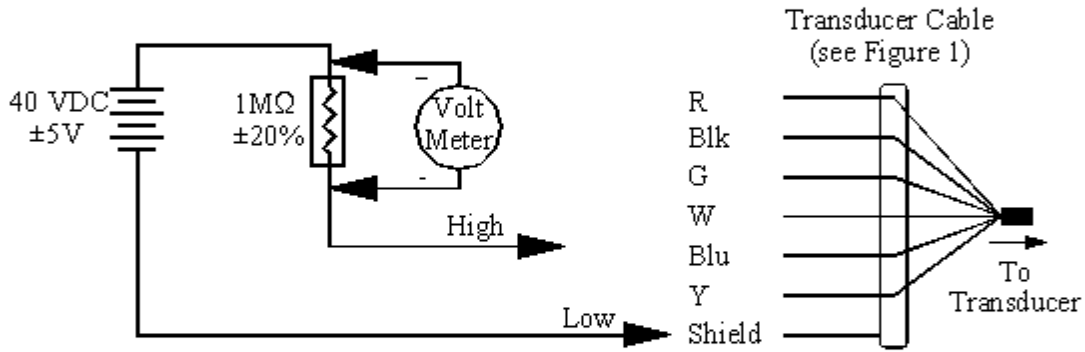 Transducer Cable
(see Figure 1)
40 VDC
±5V
1MΩ
±20%
-
Volt
Meter
-
High
Low
R
Blk
G
W
Blu
Y
Shield
To
Transducer